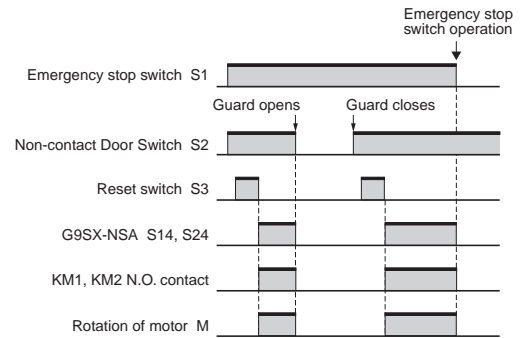 Emergency stop
switch operation
Emergency stop switch S1
Guard opens
Guard closes
Non-contact Door Switch S2
Reset switch S3
G9SX-NSA S14, S24
KM1, KM2 N.O. contact
Rotation of motor M